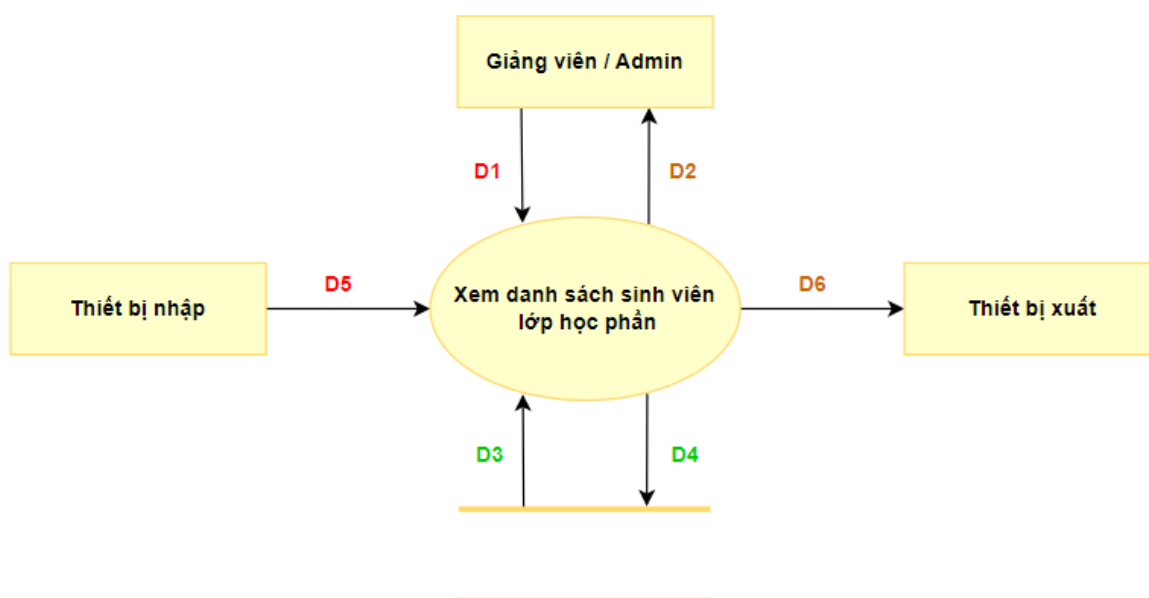 Giảng viên / Admin
D1
D2
Thiết bị nhập
D5
Xem danh sách sinh viên
lớp học phần
D6
Thiết bị xuất
D3
D4